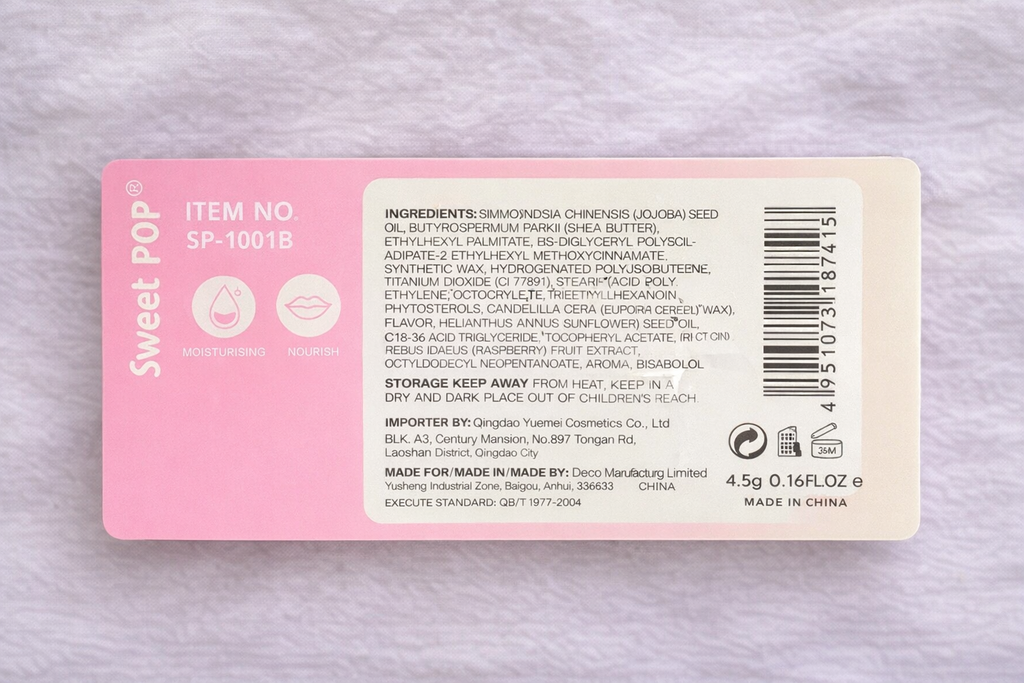 Sweet POP®
ITEM NO.
SP-1001B
MOISTURISING
NOURISH
INGREDIENTS: SIMMONDSIA CHINENSIS (JOJOBA) SEED
OIL, BUTYROSPERMUM PARKII (SHEA BUTTER),
ETHYLHEXYL PALMITATE, BS-DIGLYCERYL POLYSCIL-
ADIPATE-2 ETHYLHEXYL METHOXYCINNAMATE,
SYNTHETIC WAX, HYDROGENATED
TITANIUM DIOXIDE (CI 77891), ACID POLY
ETHYLENE,
PHYTOSTEROLS, CANDELILLA CERA WAX),
FLAVOR, HELIANTHUS ANNUS SUNFLOWER) SEED OIL,
C18-36 ACID TRIGLYCERIDE, TOCOPHERYL ACETATE,
REBUS IDAEUS (RASPBERRY) FRUIT EXTRACT,
OCTYLDODECYL NEOPENTANOATE, AROMA, BISABOLOL
STORAGE KEEP AWAY FROM HEAT, KEEP IN A
DRY AND DARK PLACE OUT OF CHILDREN'S REACH.
IMPORTER BY: Qingdao Yuemei Cosmetics Co., Ltd
BLK. A3, Century Mansion, No.897 Tongan Rd,
Laoshan District, Qingdao City
MADE FOR/MADE IN/MADE BY: Deco Marufacturg Limited
Yusheng Industrial Zone, Baigou, Anhui, 336633 CHINA
EXECUTE STANDARD: QB/T 1977-2004
4 951073 187415
36M
4.5g 0.16FL.OZ e
MADE IN CHINA